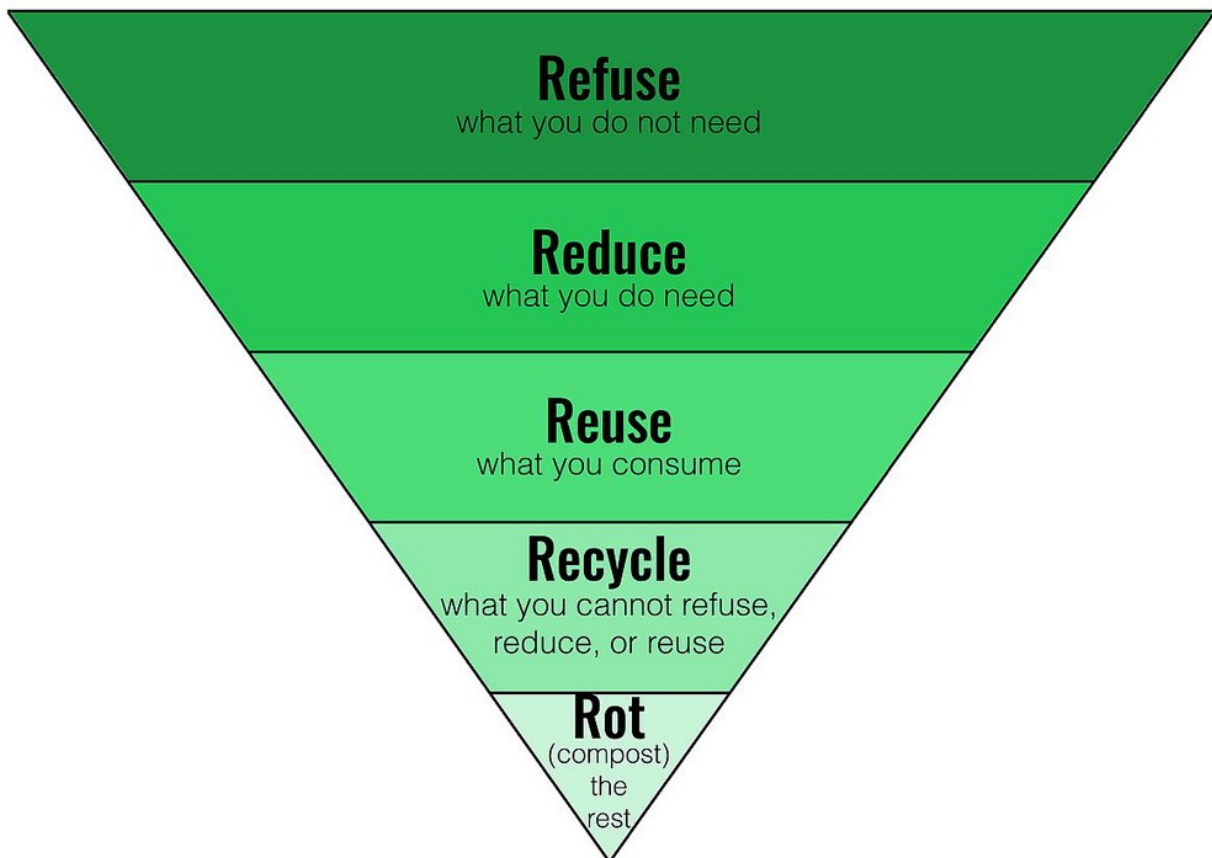 Refuse
what you do not need
Reduce
what you do need
Reuse
what you consume
Recycle
what you cannot refuse,
reduce, or reuse
Rot
(compost)
the
rest